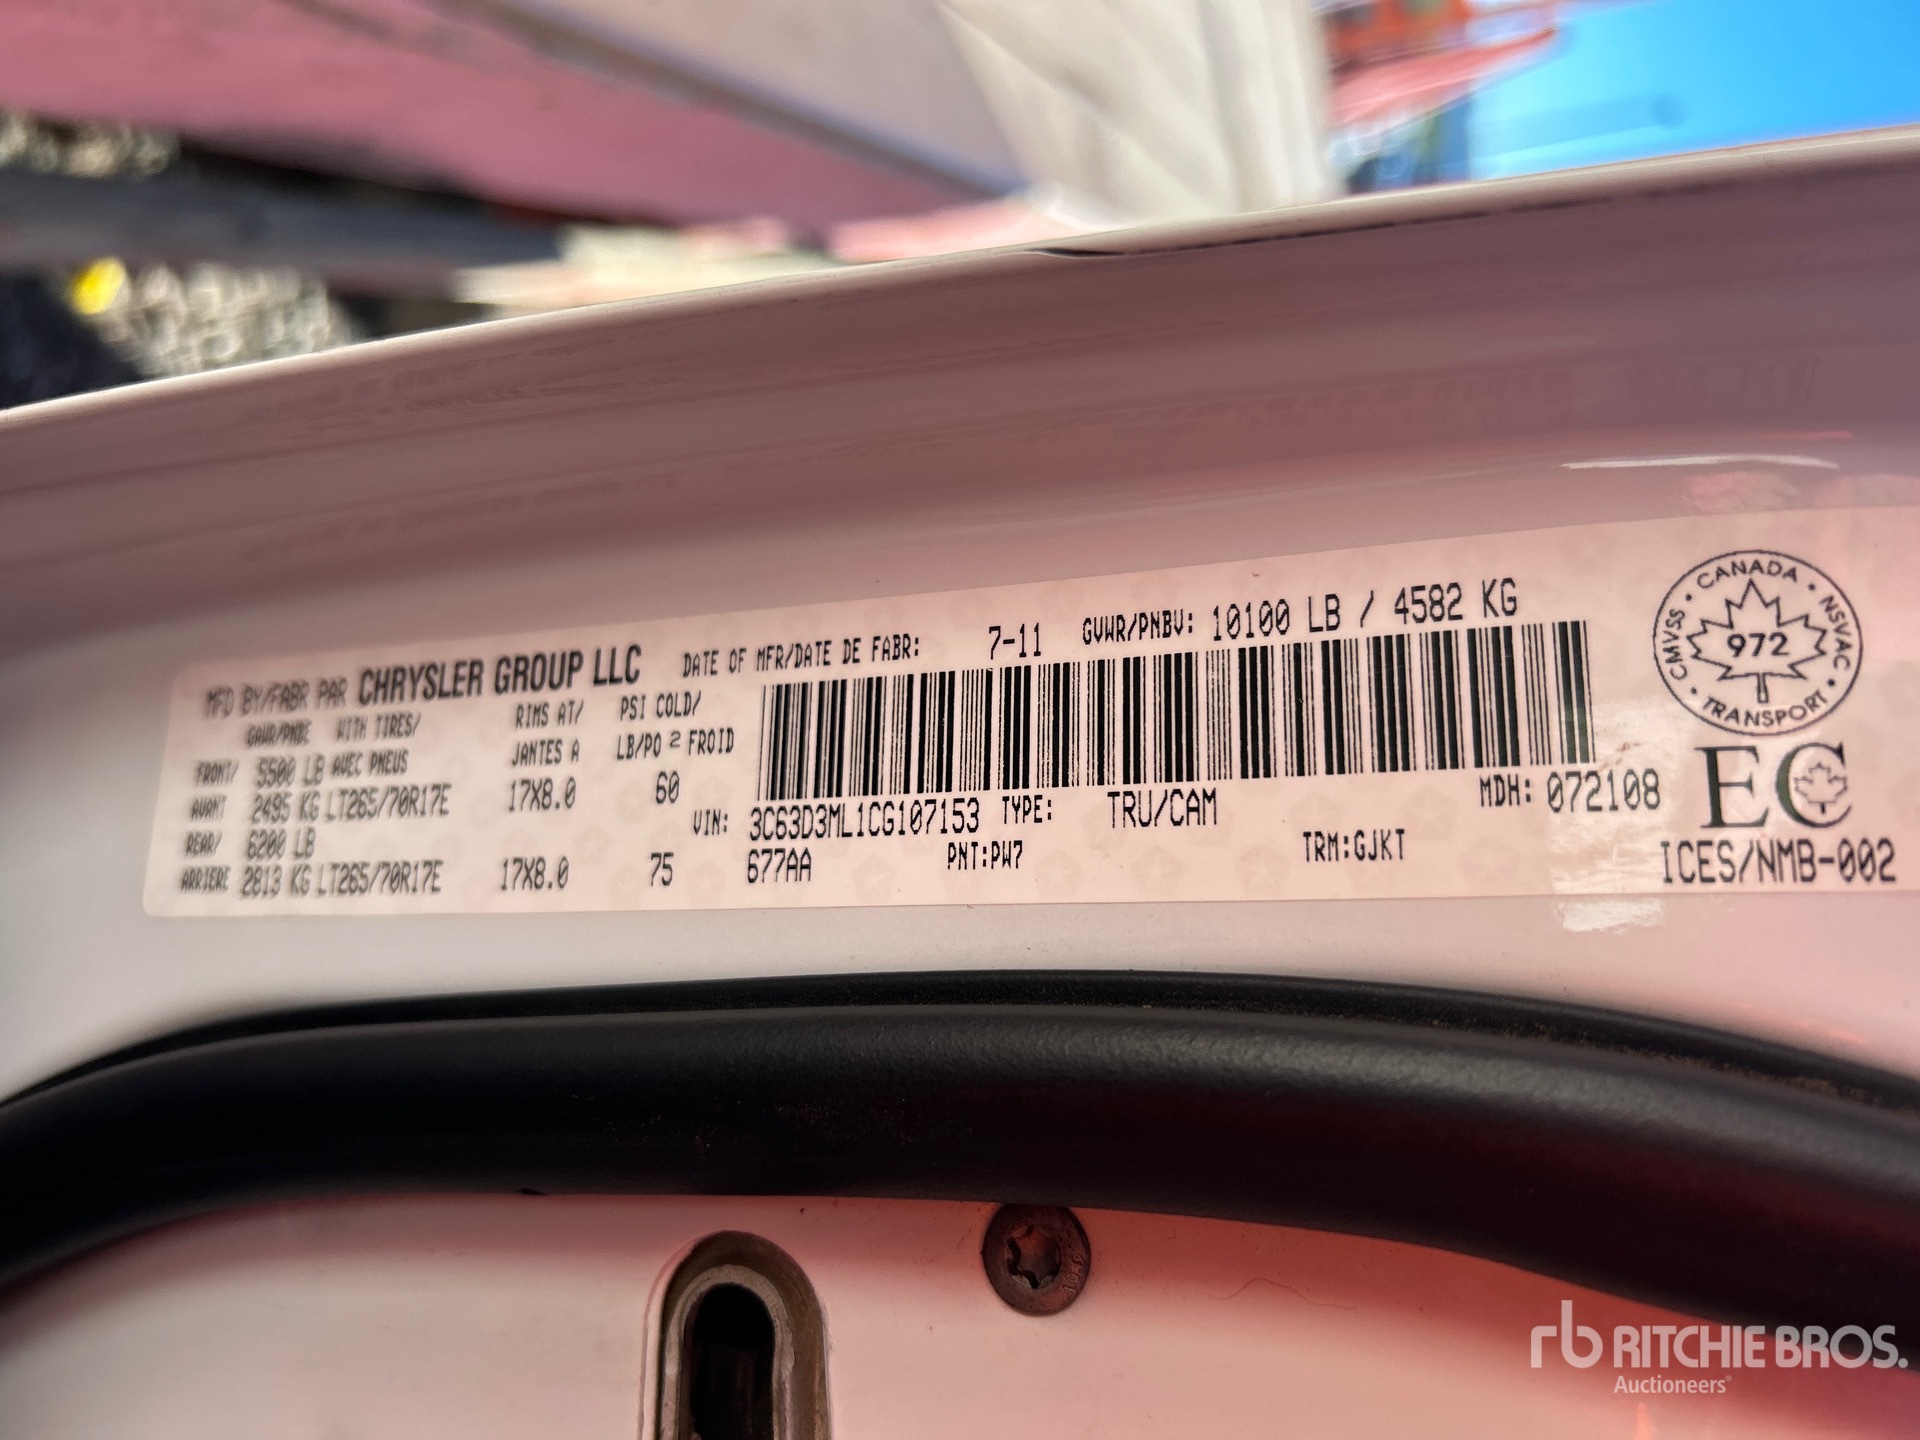 MFD BY/FABR PAR CHRYSLER GROUP LLC DATE OF MFR/DATE DE FABR: 7-11 GVWR/PNBV: 10100 LB / 4582 KG
GAWR/PNBE WITH TIRES/ RIMS AT/ PSI COLD/
FRONT/ 5500 LB AVEC PNEUS JANTES A LB/PO 2 FROID
AVANT 2495 KG LT265/70R17E 17X8.0 60
REAR/ 6200 LB
ARRIERE 2813 KG LT265/70R17E 17X8.0 75
VIN: 3C63D3ML1CG107153 TYPE: TRU/CAM MDH: 072108
677AA PNT:PW7 TRM:GJKT
CANADA • NSVAC • TRANSPORT • CMVSS •
972
EC
ICES/NMB-002
10.9
rb RITCHIE BROS.
Auctioneers